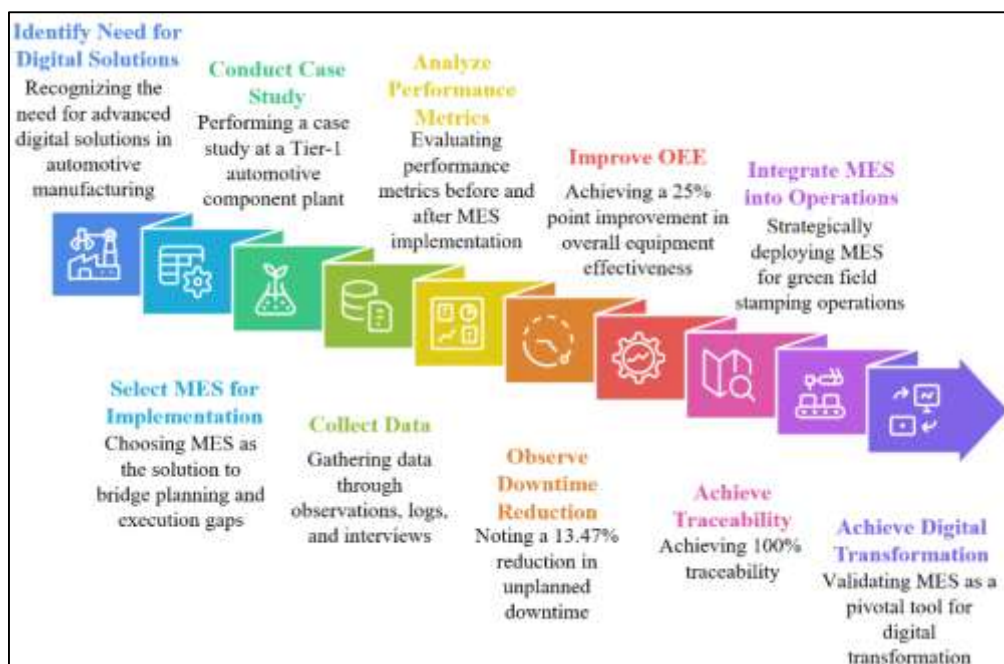 Identify Need for
Digital Solutions
Recognizing the
need for advanced
digital solutions in
automotive
manufacturing
Select MES for
Implementation
Choosing MES as
the solution to
bridge planning and
execution gaps
Conduct Case
Study
Performing a case
study at a Tier-1
automotive
component plant
Collect Data
Gathering data
through
observations, logs,
and interviews
Analyze
Performance
Metrics
Evaluating
performance
metrics before and
after MES
implementation
Observe
Downtime
Reduction
Noting a 13.47%
reduction in
unplanned
downtime
Improve OEE
Achieving a 25%
point improvement in
overall equipment
effectiveness
Achieve
Traceability
Achieving 100%
traceability
Integrate MES
into Operations
Strategically
deploying MES
for green field
stamping operations
Achieve Digital
Transformation
Validating MES as a
pivotal tool for
digital
transformation